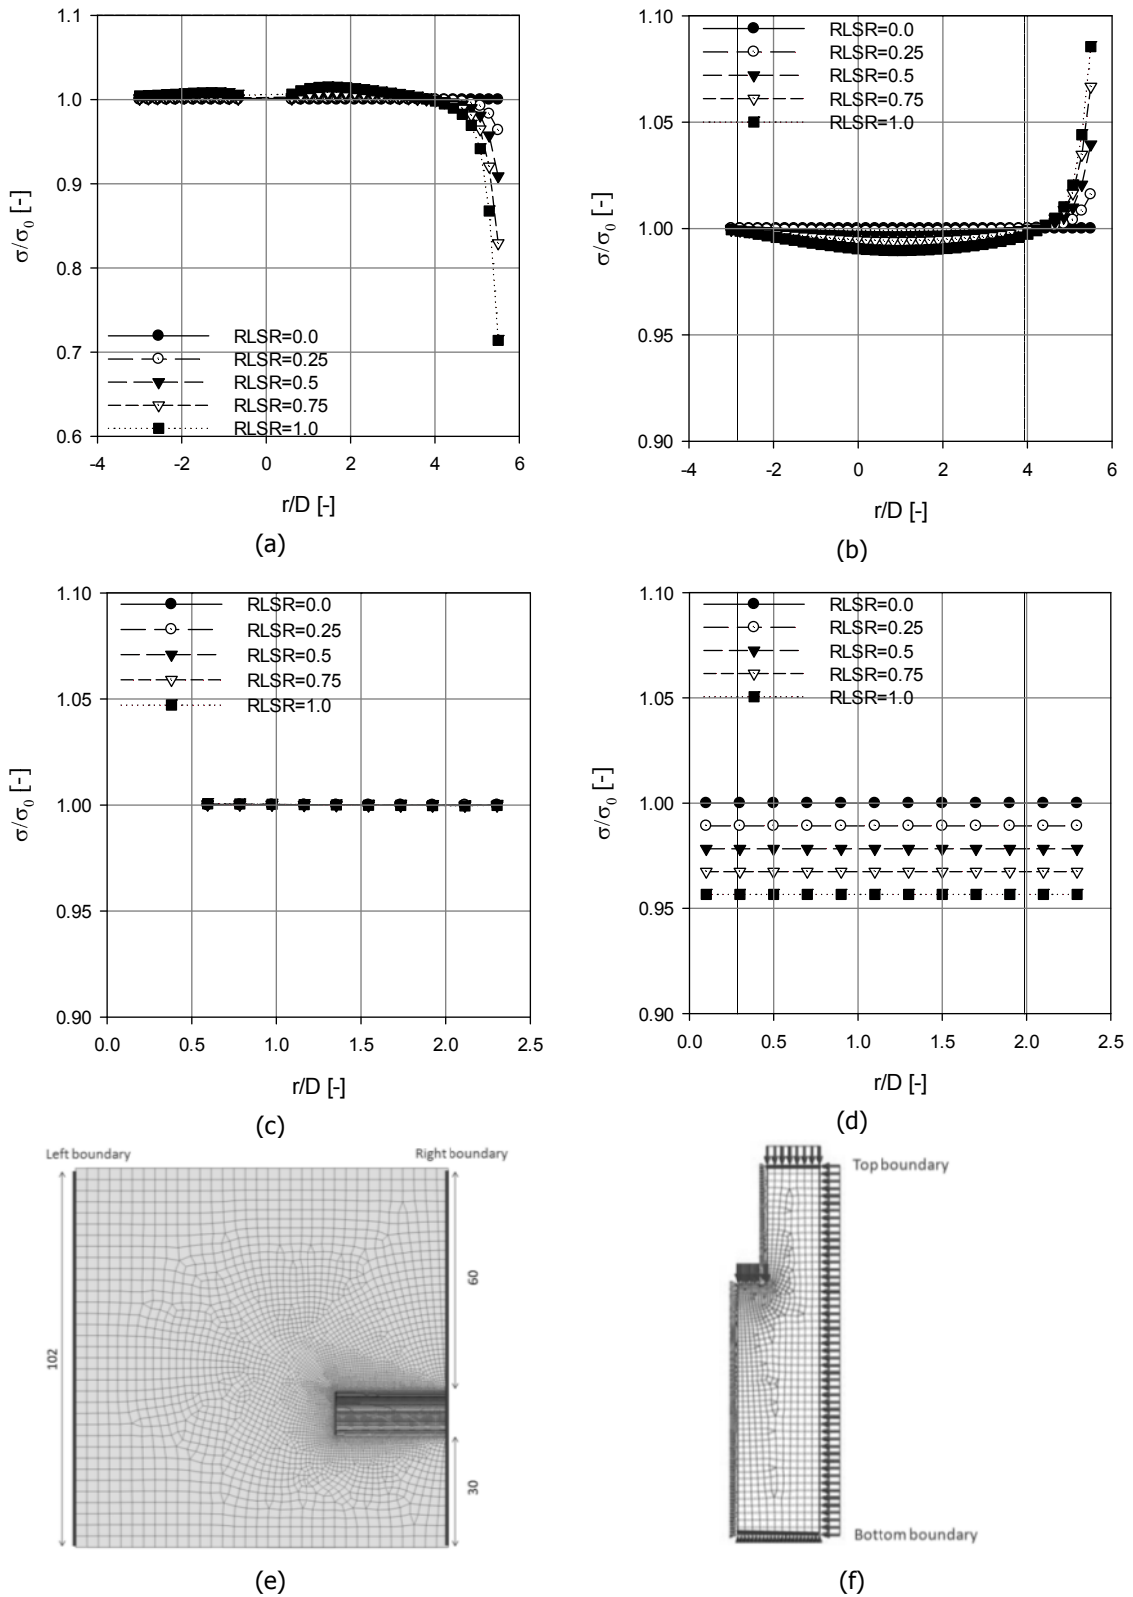 1.1
1.0
0.9
0.8
0.7
0.6
σ/σ0 [-]
RLSR=0.0
RLSR=0.25
RLSR=0.5
RLSR=0.75
RLSR=1.0
-4 -2 0 2 4 6
r/D [-]
(a)
1.10
1.05
1.00
0.95
0.90
σ/σ0 [-]
RLSR=0.0
RLSR=0.25
RLSR=0.5
RLSR=0.75
RLSR=1.0
-4 -2 0 2 4 6
r/D [-]
(b)
1.10
1.05
1.00
0.95
0.90
σ/σ0 [-]
RLSR=0.0
RLSR=0.25
RLSR=0.5
RLSR=0.75
RLSR=1.0
0.0 0.5 1.0 1.5 2.0 2.5
r/D [-]
(c)
1.10
1.05
1.00
0.95
0.90
σ/σ0 [-]
RLSR=0.0
RLSR=0.25
RLSR=0.5
RLSR=0.75
RLSR=1.0
0.0 0.5 1.0 1.5 2.0 2.5
r/D [-]
(d)
Left boundary
Right boundary
102
60
30
(e)
Top boundary
Bottom boundary
(f)